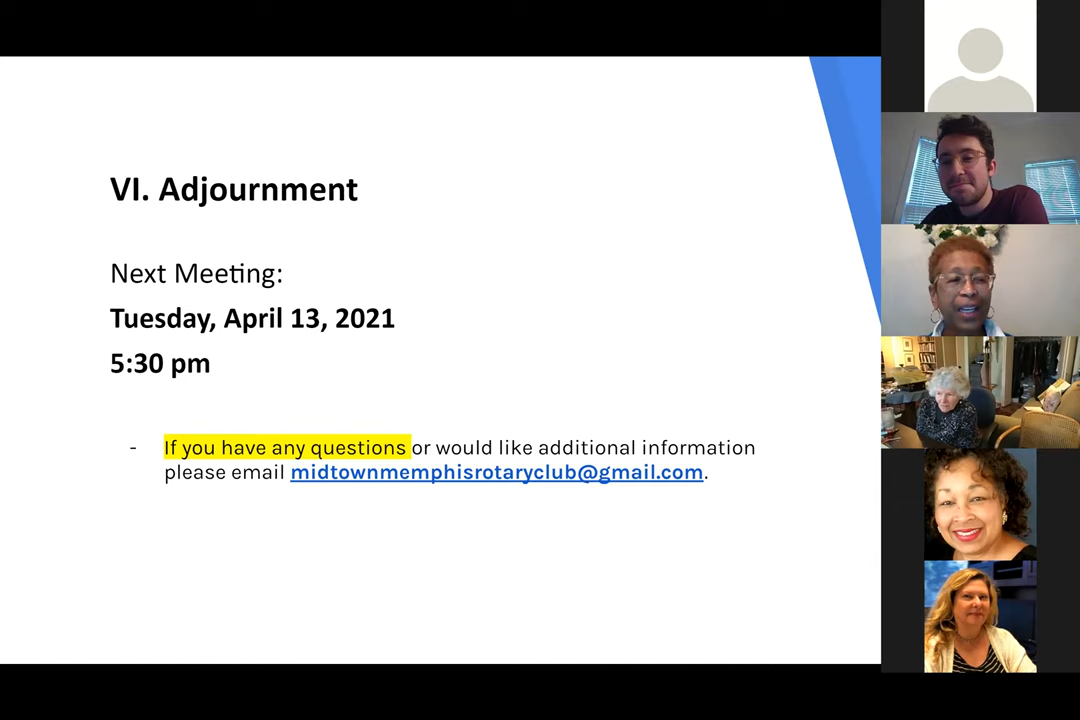 VI. Adjournment
Next Meeting:
Tuesday, April 13, 2021
5:30 pm
- If you have any questions or would like additional information
please email midtownmemphisrotaryclub@gmail.com.